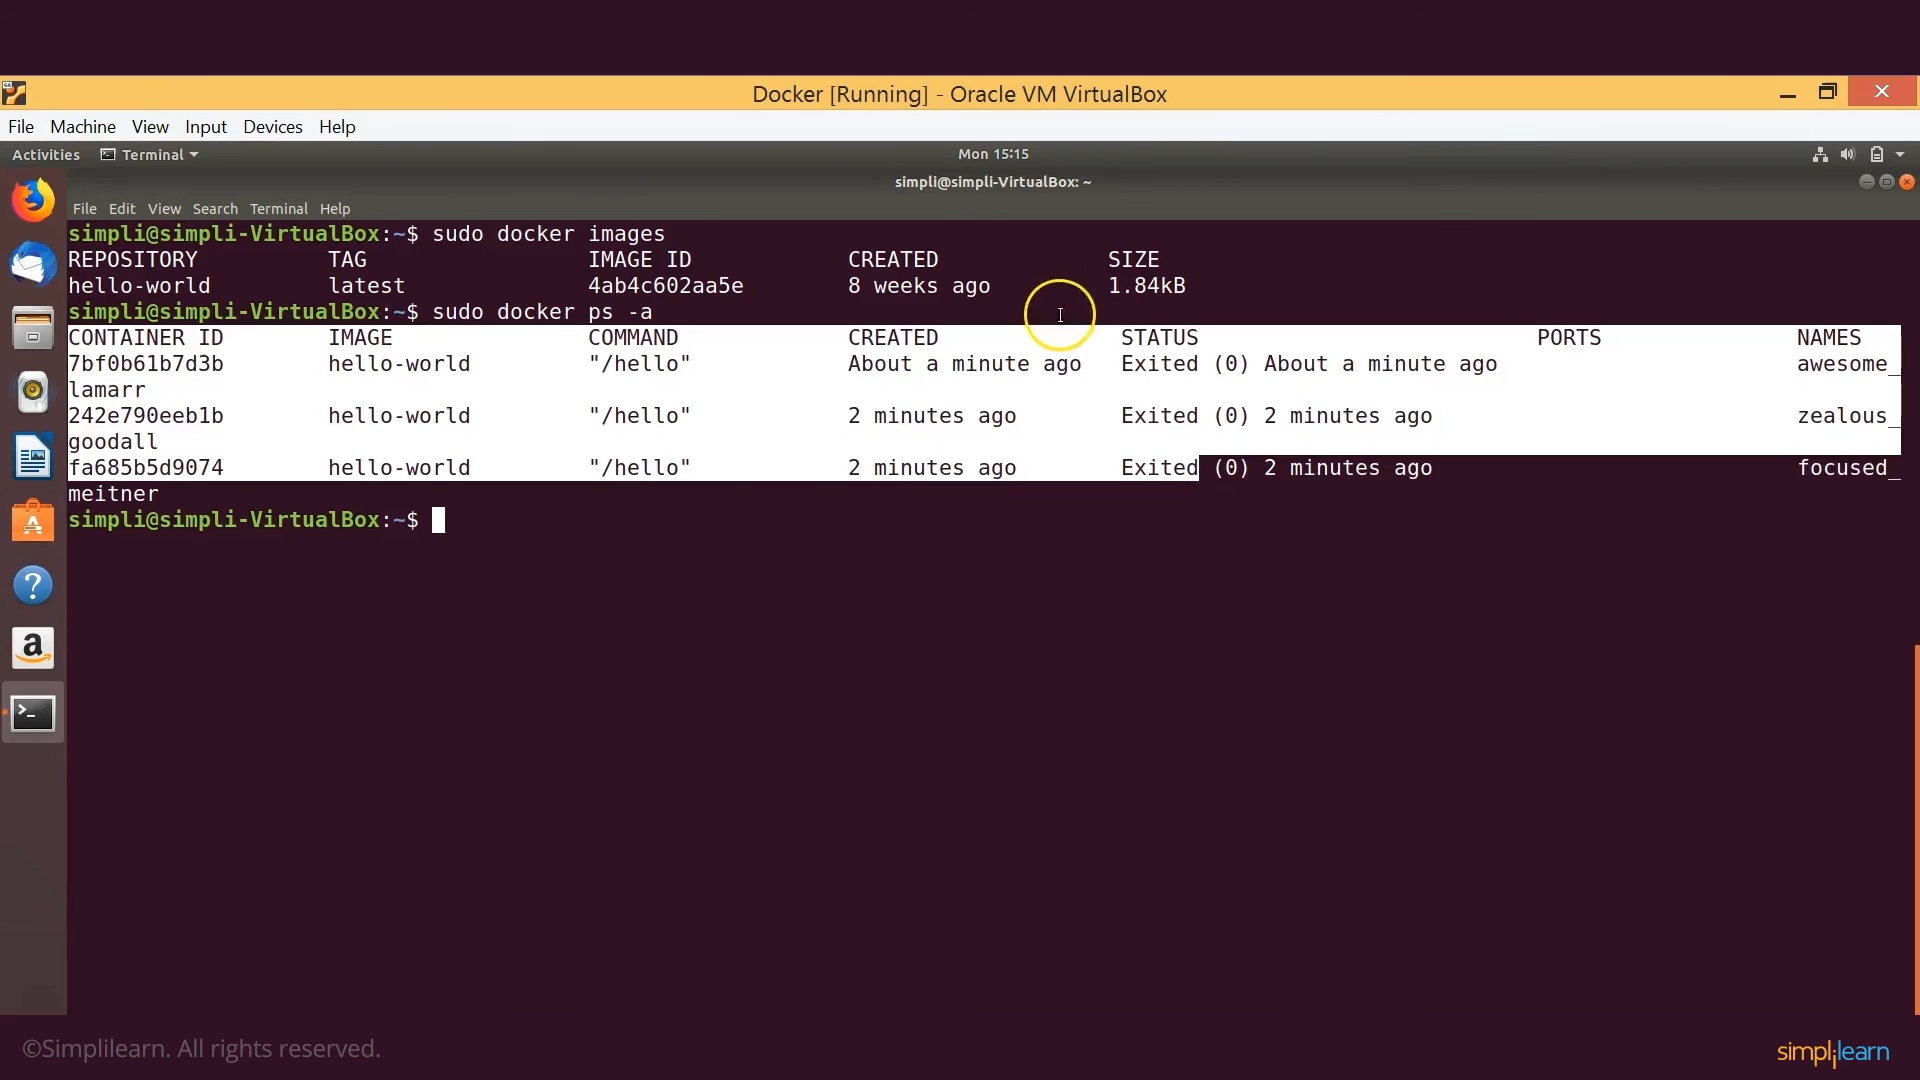 Docker [Running] - Oracle VM VirtualBox
File Machine View Input Devices Help
Activities Terminal Mon 15:15
simpli@simpli-VirtualBox: ~
File Edit View Search Terminal Help
simpli@simpli-VirtualBox:~$ sudo docker images
REPOSITORY TAG IMAGE ID CREATED SIZE
hello-world latest 4ab4c602aa5e 8 weeks ago 1.84kB
simpli@simpli-VirtualBox:~$ sudo docker ps -a
CONTAINER ID IMAGE COMMAND CREATED STATUS PORTS NAMES
7bf0b61b7d3b hello-world "/hello" About a minute ago Exited (0) About a minute ago awesome_
lamarr
242e790eeb1b hello-world "/hello" 2 minutes ago Exited (0) 2 minutes ago zealous_
goodall
fa685b5d9074 hello-world "/hello" 2 minutes ago Exited (0) 2 minutes ago focused_
meitner
simpli@simpli-VirtualBox:~$
©Simplilearn. All rights reserved.
simplilearn